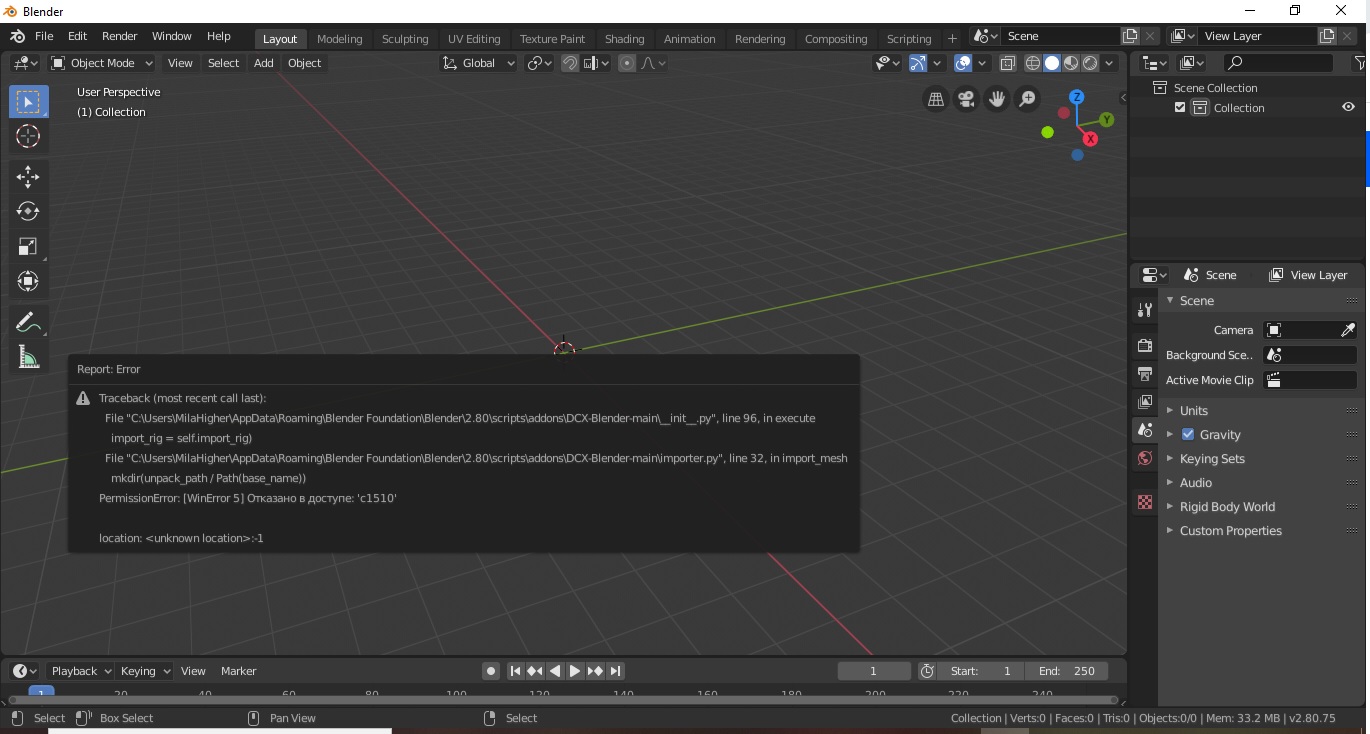 Blender
File Edit Render Window Help Layout Modeling Sculpting UV Editing Texture Paint Shading Animation Rendering Compositing Scripting + Scene View Layer
Object Mode View Select Add Object Global
User Perspective
(1) Collection
Z
Y
X
Scene Collection
Collection
Scene View Layer
Scene
Camera
Background Sce..
Active Movie Clip
Units
Gravity
Keying Sets
Audio
Rigid Body World
Custom Properties
Report: Error
Traceback (most recent call last):
File "C:\Users\MilaHigher\AppData\Roaming\Blender Foundation\Blender\2.80\scripts\addons\DCX-Blender-main\__init__.py", line 96, in execute
import_rig = self.import_rig)
File "C:\Users\MilaHigher\AppData\Roaming\Blender Foundation\Blender\2.80\scripts\addons\DCX-Blender-main\importer.py", line 32, in import_mesh
mkdir(unpack_path / Path(base_name))
PermissionError: [WinError 5] Отказано в доступе: 'c1510'
location: <unknown location>:-1
Playback Keying View Marker 1 Start: 1 End: 250
1 20 40 60 80 100 120 140 160 180 200 220 240
Select Box Select Pan View Select Collection | Verts:0 | Faces:0 | Tris:0 | Objects:0/0 | Mem: 33.2 MB | v2.80.75